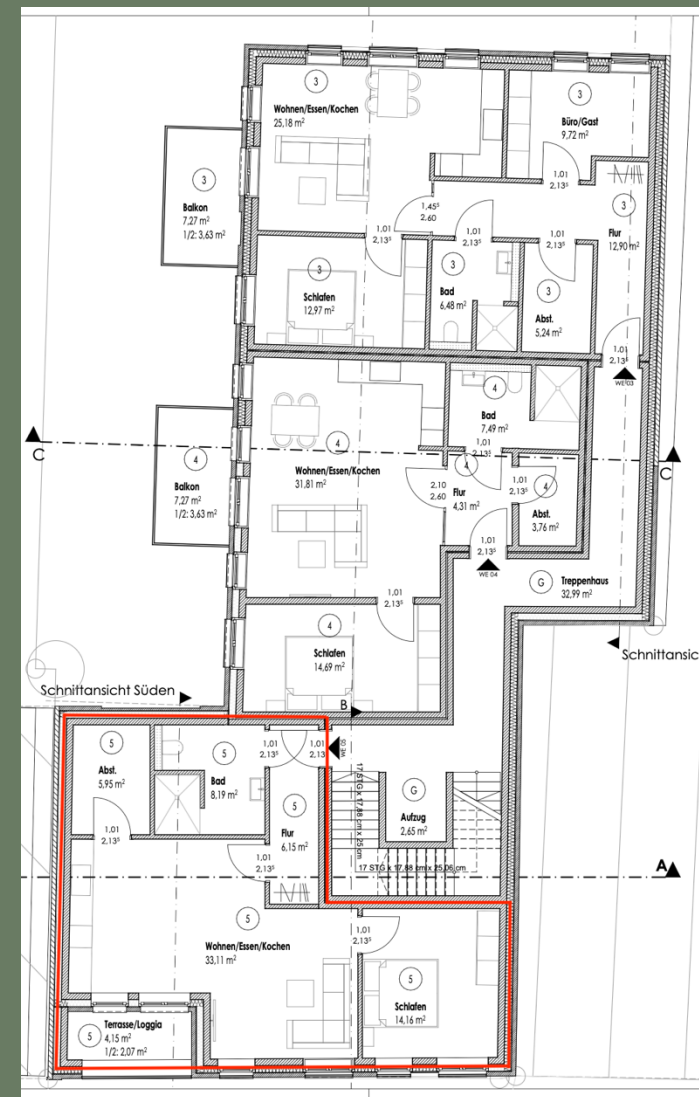 3
Wohnen/Essen/Kochen
25,18 m²
3
Büro/Gast
9,72 m²
3
Balkon
7,27 m²
1/2: 3,63 m²
1,01
2,13⁵
1,45⁵
2.60
3
Flur
12,90 m²
1,01
2,13⁵
1,01
2,13⁵
1,01
2,13⁵
3
Schlafen
12,97 m²
3
Bad
6,48 m²
3
Abst.
5,24 m²
1,01
2,13⁵
WE 03
4
Bad
7,49 m²
4
Balkon
7,27 m²
1/2: 3,63 m²
C
C
4
Wohnen/Essen/Kochen
31,81 m²
1,01
2,13⁵
2,10
2.60
4
Flur
4,31 m²
1,01
2,13⁵
4
Abst.
3,76 m²
1,01
2,13⁵
WE 04
G
Treppenhaus
32,99 m²
1,01
2,13⁵
4
Schlafen
14,69 m²
Schnittansic
Schnittansicht Süden
B
5
Abst.
5,95 m²
5
Bad
8,19 m²
1,01
2,13⁵
1,01
2,13
WE 05
17 STG x 17.88 cm x 25 cm
G
Aufzug
2,65 m²
5
Flur
6,15 m²
1,01
2,13⁵
1,01
2,13⁵
17 STG x 17.88 cm x 25,06 cm
A
5
Wohnen/Essen/Kochen
33,11 m²
1,01
2,13⁵
5
Schlafen
14,16 m²
5
Terrasse/Loggia
4,15 m²
1/2: 2,07 m²